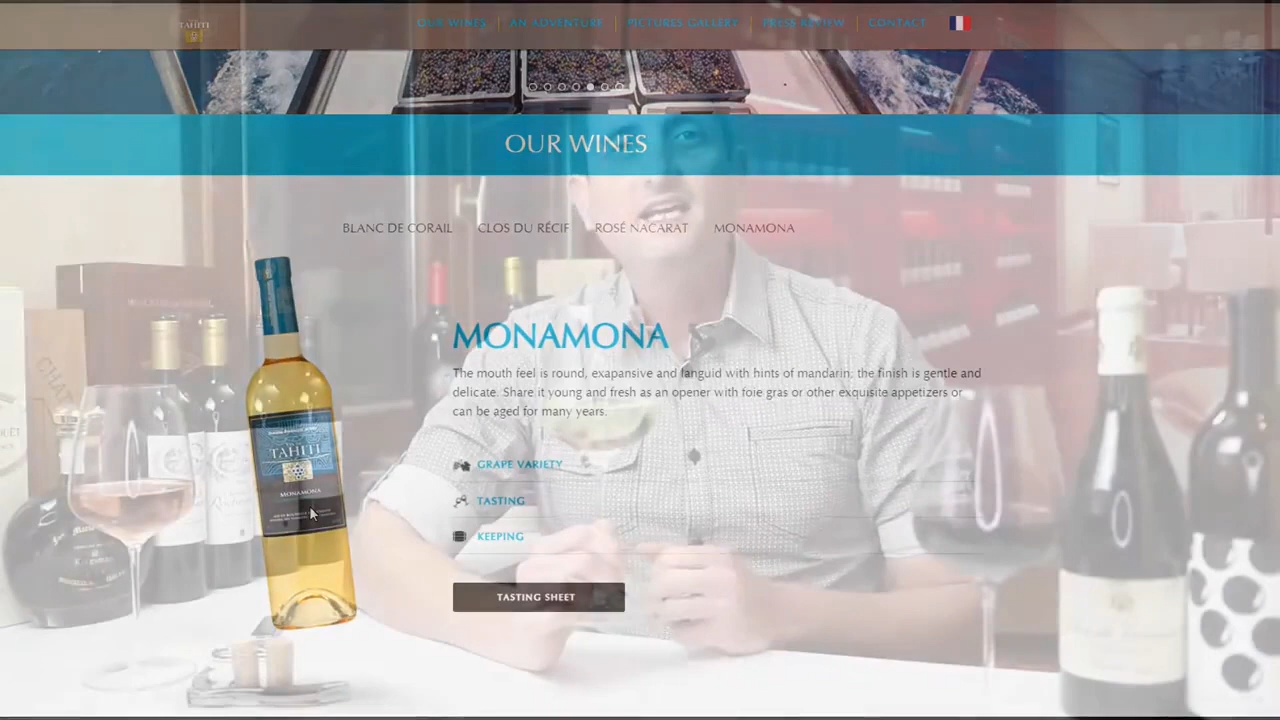 TAHITI
OUR WINES
AN ADVENTURE
PICTURES GALLERY
PRESS REVIEW
CONTACT
OUR WINES
BLANC DE CORAIL
CLOS DU RÉCIF
ROSÉ NACARAT
MONAMONA
MONAMONA
The mouth feel is round, exapansive and languid with hints of mandarin; the finish is gentle and
delicate. Share it young and fresh as an opener with foie gras or other exquisite appetizers or
can be aged for many years.
TAHITI
MONAMONA
GRAPE VARIETY
TASTING
KEEPING
TASTING SHEET